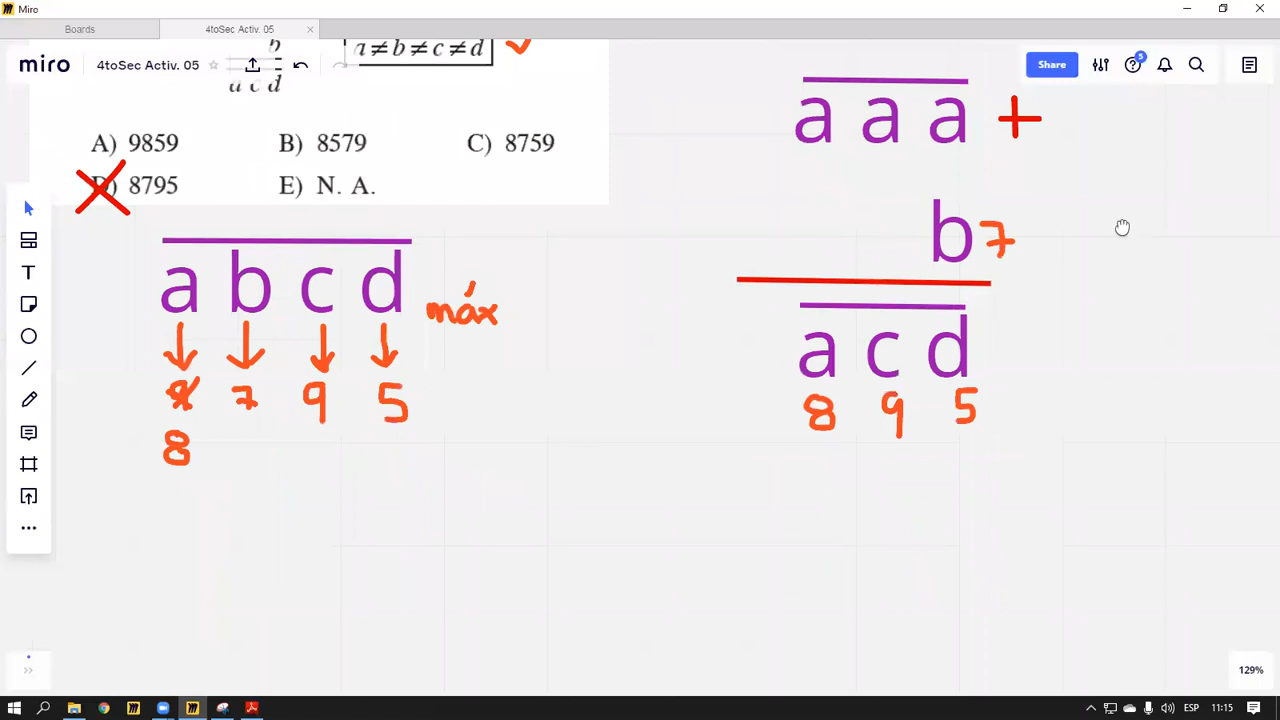 Miro
Boards
4toSec Activ. 05
miro
4toSec Activ. 05
Share
5
b
a≠b≠c≠d
a c d
A) 9859
B) 8579
C) 8759
D) 8795
E) N. A.
a b c d máx
7 9 5
8
a a a +
b 7
a c d
8 9 5
129%
ESP
11:15